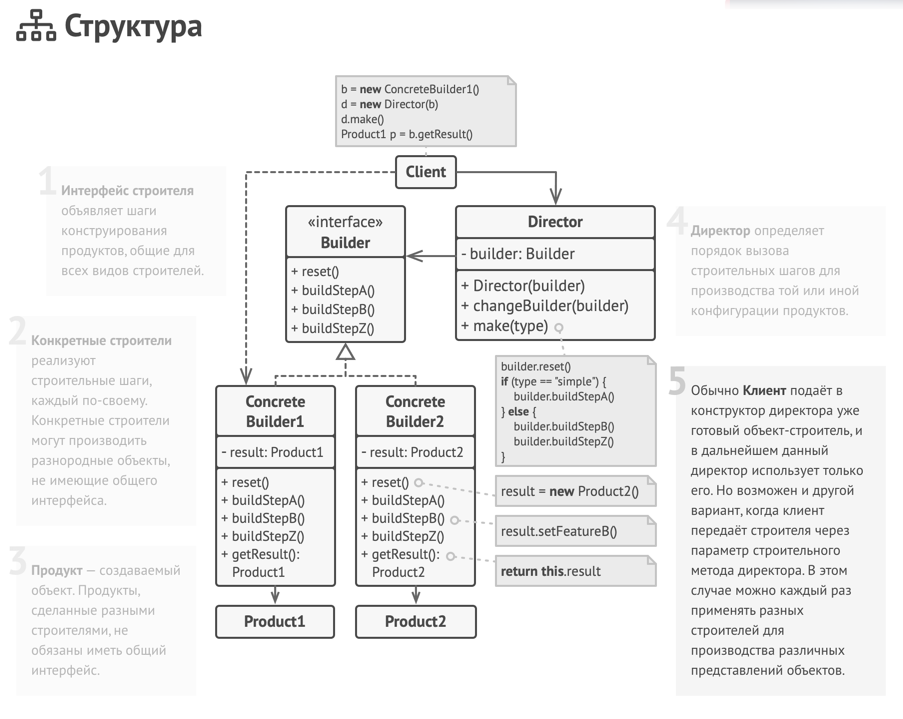 Структура
b = new ConcreteBuilder1()
d = new Director(b)
d.make()
Product1 p = b.getResult()
Client
1
Интерфейс строителя
объявляет шаги
конструирования
продуктов, общие для
всех видов строителей.
«interface»
Builder
+ reset()
+ buildStepA()
+ buildStepB()
+ buildStepZ()
Director
- builder: Builder
+ Director(builder)
+ changeBuilder(builder)
+ make(type)
4
Директор определяет
порядок вызова
строительных шагов для
производства той или иной
конфигурации продуктов.
2
Конкретные строители
реализуют
строительные шаги,
каждый по-своему.
Конкретные строители
могут производить
разнородные объекты,
не имеющие общего
интерфейса.
builder.reset()
if (type == "simple") {
builder.buildStepA()
} else {
builder.buildStepB()
builder.buildStepZ()
}
Concrete
Builder1
- result: Product1
+ reset()
+ buildStepA()
+ buildStepB()
+ buildStepZ()
+ getResult():
Product1
Concrete
Builder2
- result: Product2
+ reset()
+ buildStepA()
+ buildStepB()
+ buildStepZ()
+ getResult():
Product2
result = new Product2()
result.setFeatureB()
return this.result
5
Обычно Клиент подаёт в
конструктор директора уже
готовый объект-строитель, и
в дальнейшем данный
директор использует только
его. Но возможен и другой
вариант, когда клиент
передаёт строителя через
параметр строительного
метода директора. В этом
случае можно каждый раз
применять разных
строителей для
производства различных
представлений объектов.
3
Продукт — создаваемый
объект. Продукты,
сделанные разными
строителями, не
обязаны иметь общий
интерфейс.
Product1
Product2